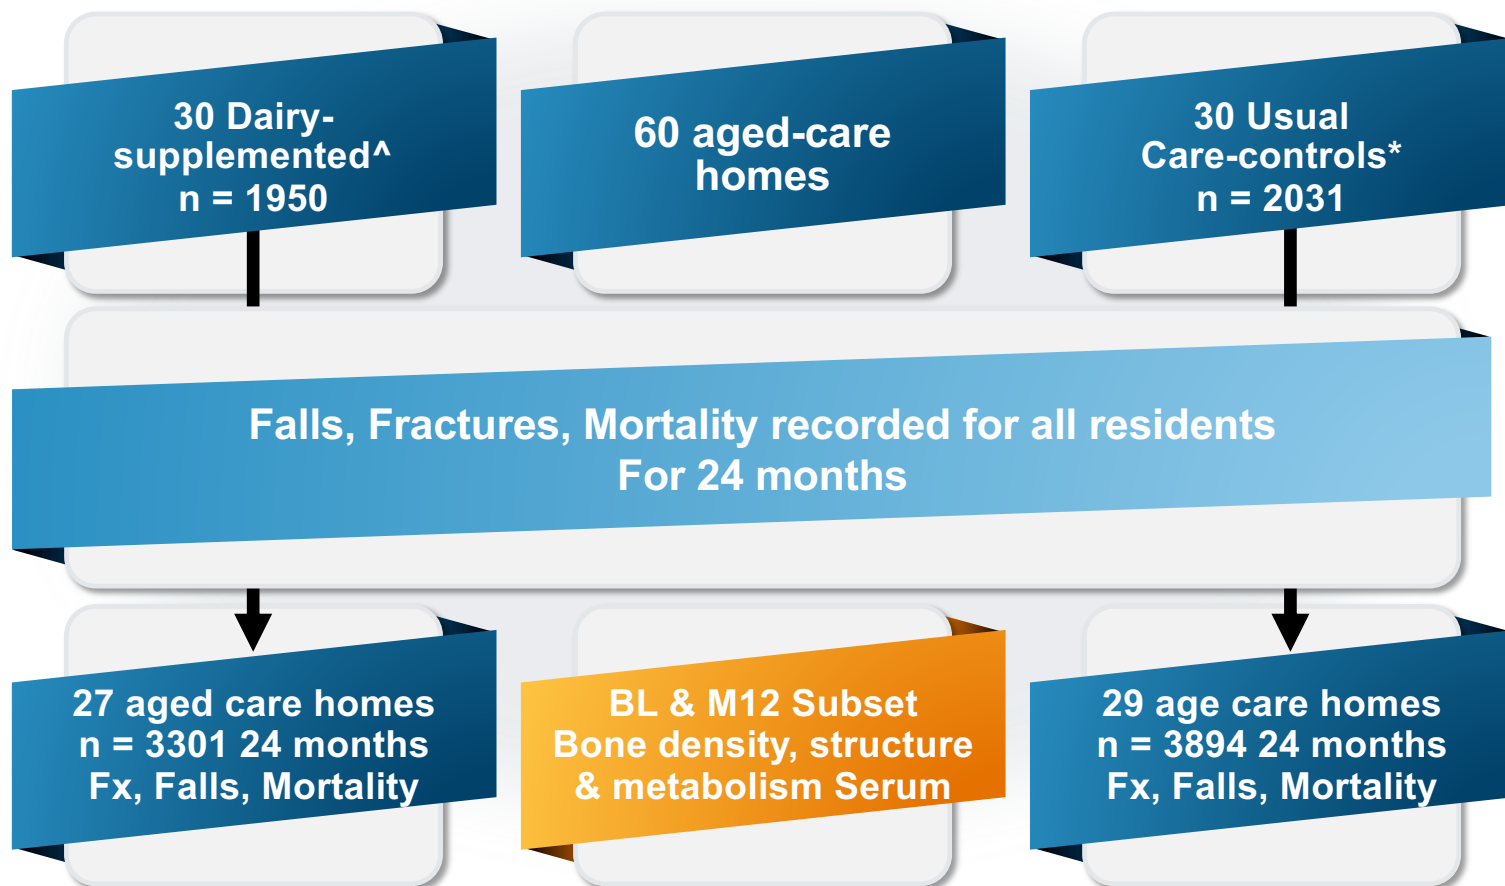 30 Dairy-
supplemented^
n = 1950
60 aged-care
homes
30 Usual
Care-controls*
n = 2031
Falls, Fractures, Mortality recorded for all residents
For 24 months
27 aged care homes
n = 3301 24 months
Fx, Falls, Mortality
BL & M12 Subset
Bone density, structure
& metabolism Serum
29 age care homes
n = 3894 24 months
Fx, Falls, Mortality